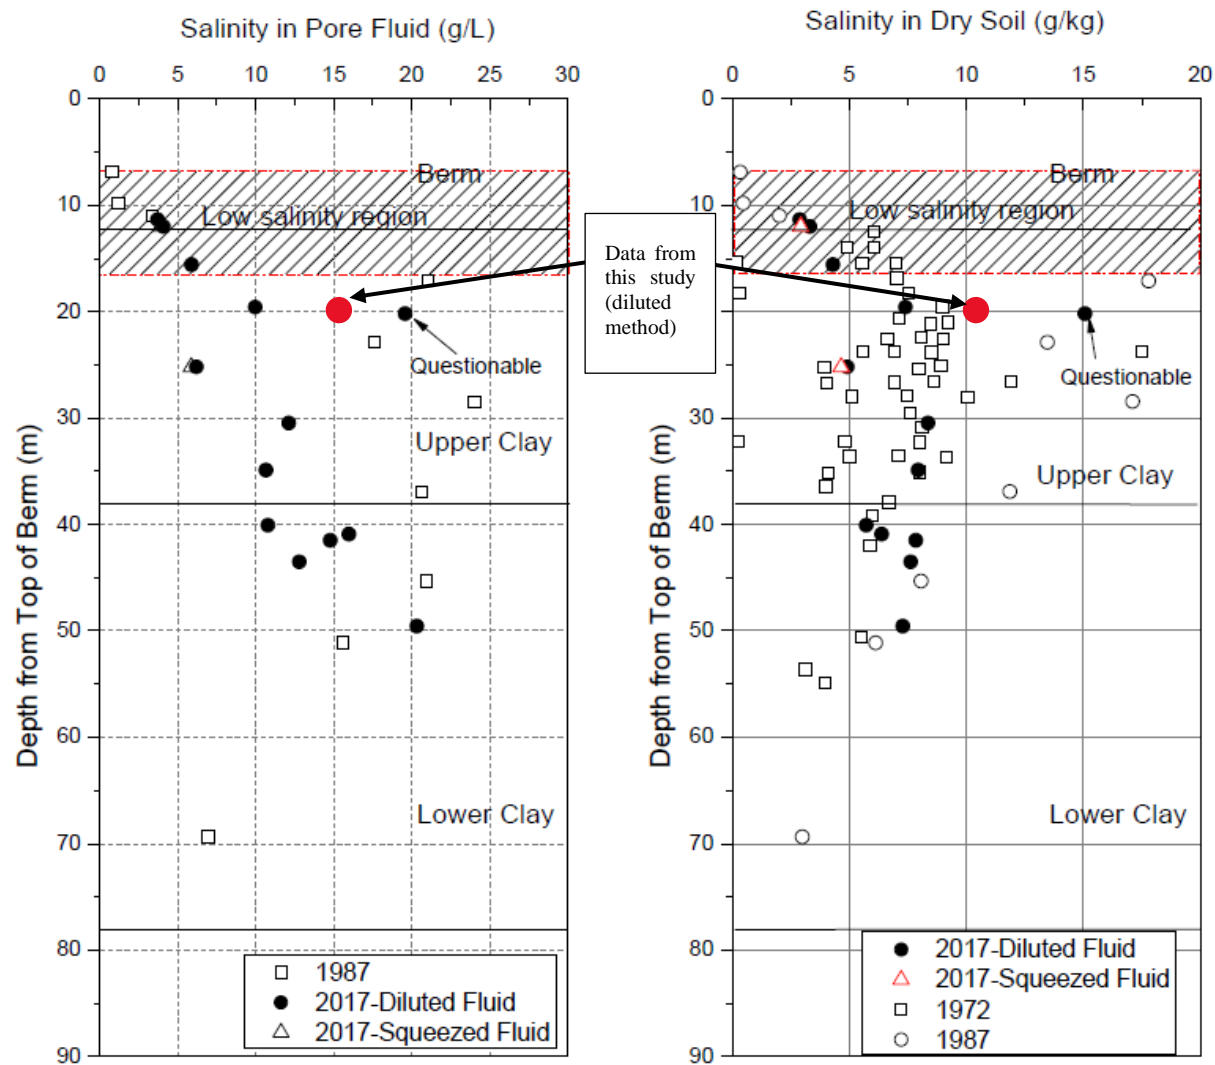 Salinity in Pore Fluid (g/L)
0 5 10 15 20 25 30
0
10
20
30
40
50
60
70
80
90
Depth from Top of Berm (m)
Berm
Low salinity region
Questionable
Upper Clay
Lower Clay
1987
2017-Diluted Fluid
2017-Squeezed Fluid
Data from
this study
(diluted
method)
Salinity in Dry Soil (g/kg)
0 5 10 15 20
0
10
20
30
40
50
60
70
80
90
Depth from Top of Berm (m)
Berm
Low salinity region
Questionable
Upper Clay
Lower Clay
2017-Diluted Fluid
2017-Squeezed Fluid
1972
1987